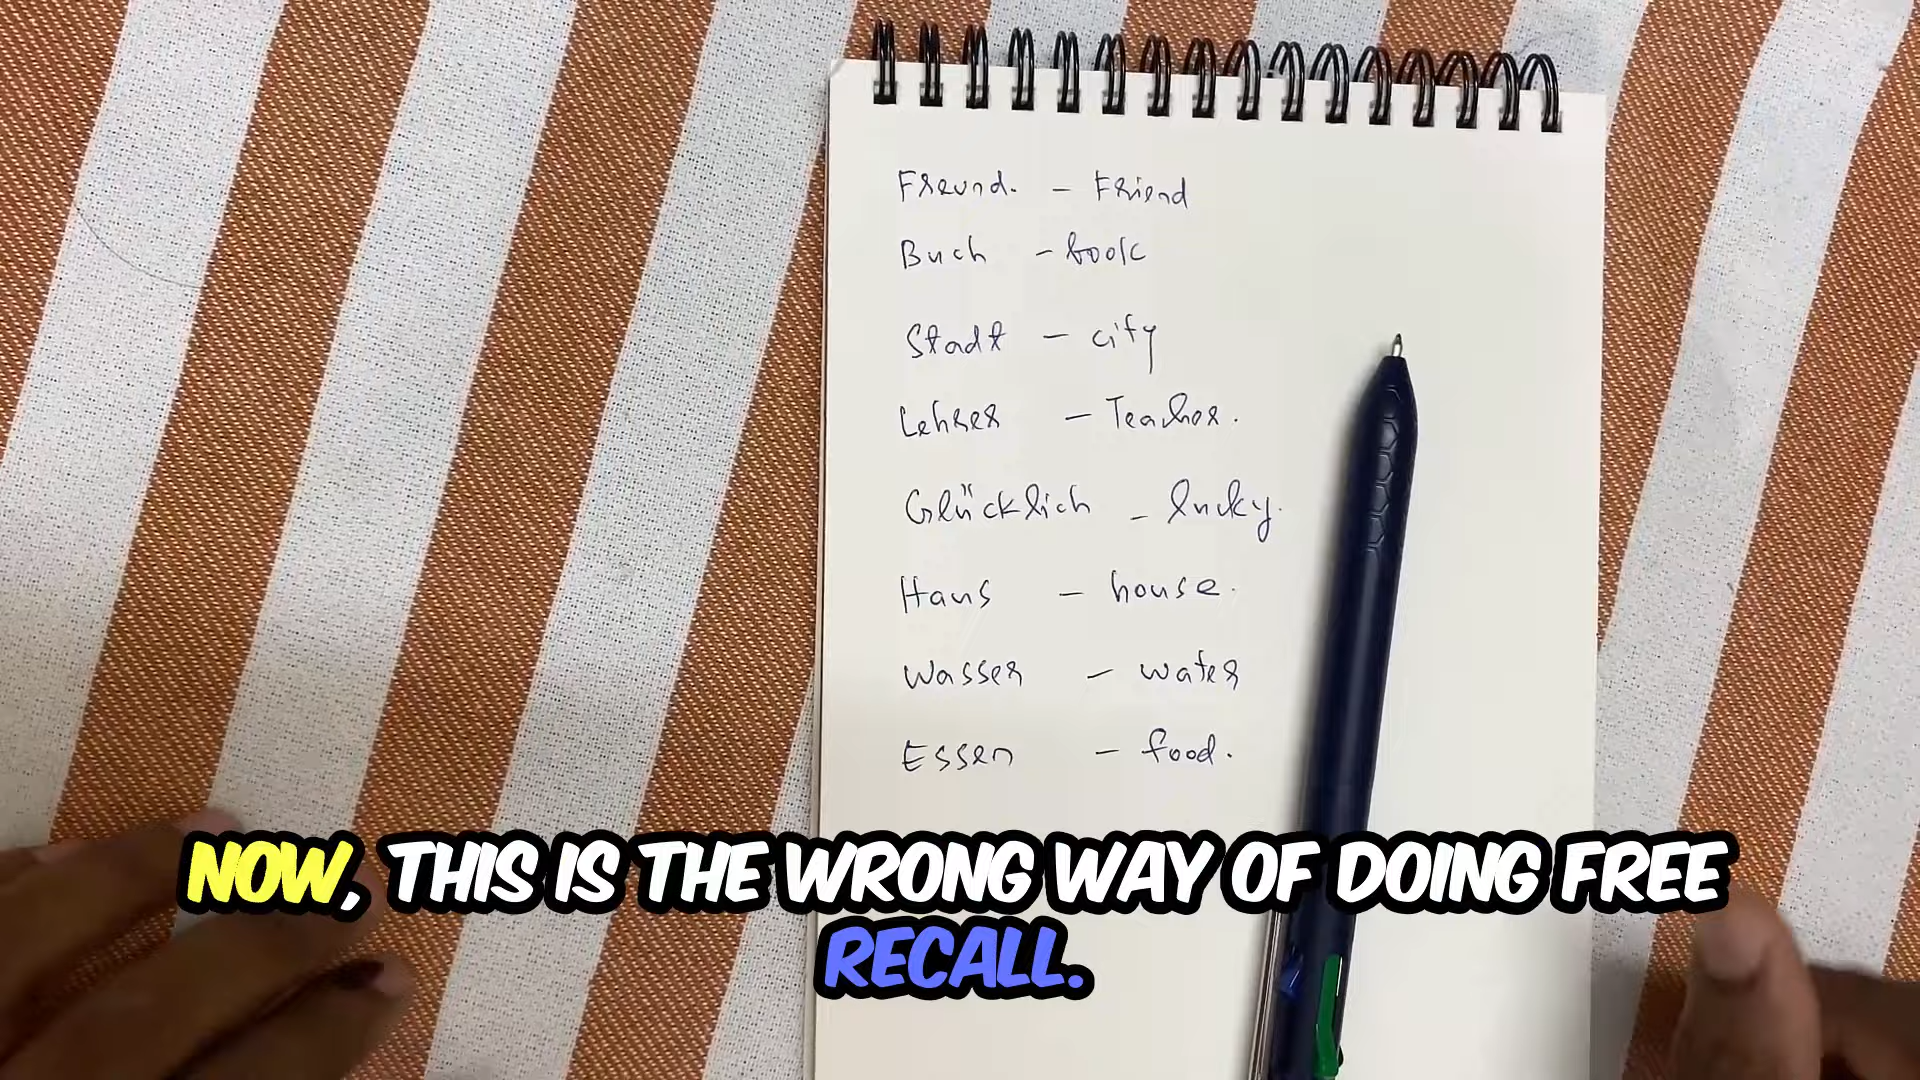 Freund. - Friend
Buch - book
Stadt - city
Lehrer - Teacher.
Glücklich - lucky.
Haus - house.
Wasser - water
Essen - food.
NOW, THIS IS THE WRONG WAY OF DOING FREE
RECALL.